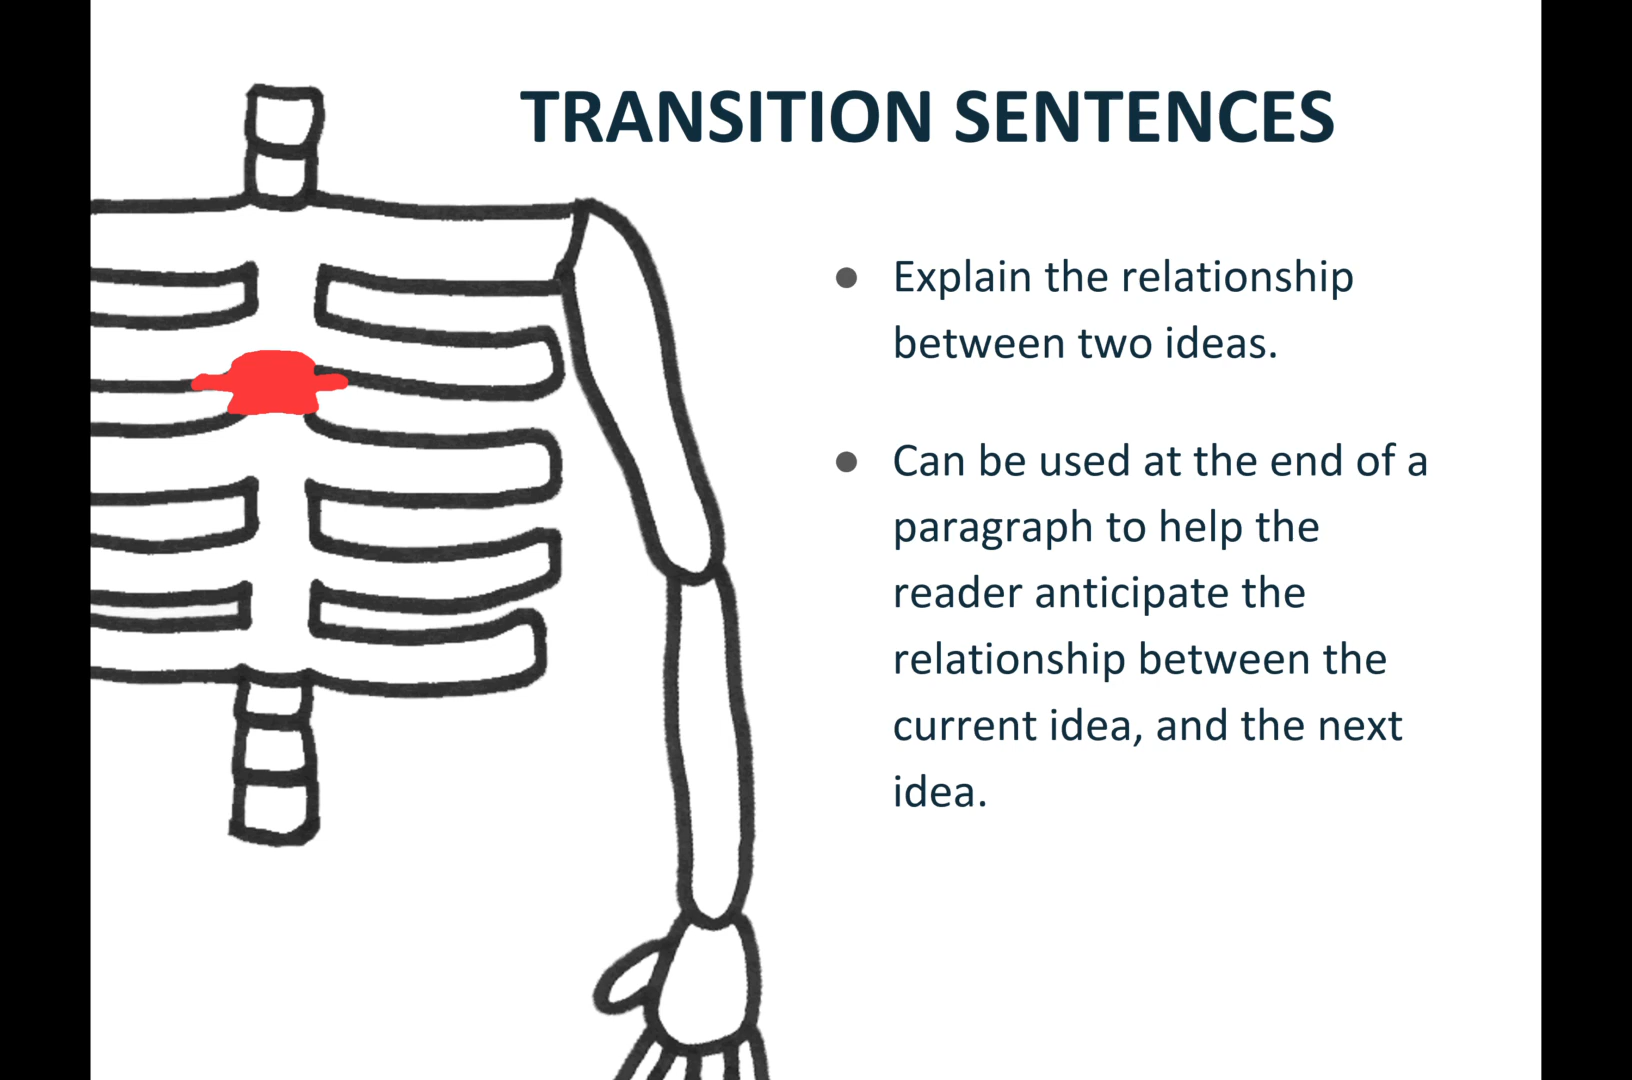 TRANSITION SENTENCES
● Explain the relationship
between two ideas.
● Can be used at the end of a
paragraph to help the
reader anticipate the
relationship between the
current idea, and the next
idea.